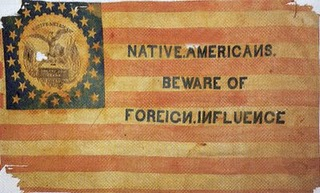 NATIVE.AMERICANS.
BEWARE OF
FOREIGN.INFLUENCE